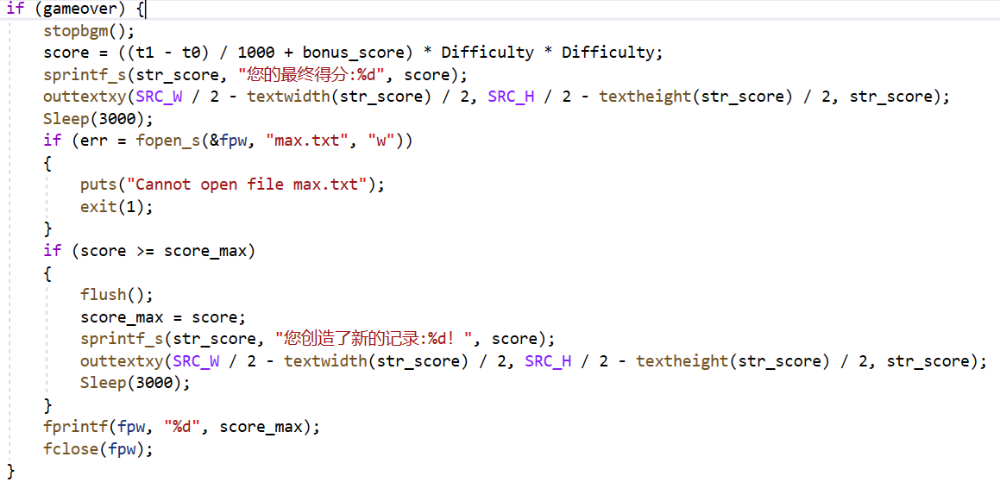 if (gameover) {
stopbgm();
score = ((t1 - t0) / 1000 + bonus_score) * Difficulty * Difficulty;
sprintf_s(str_score, "您的最终得分:%d", score);
outtextxy(SRC_W / 2 - textwidth(str_score) / 2, SRC_H / 2 - textheight(str_score) / 2, str_score);
Sleep(3000);
if (err = fopen_s(&fpw, "max.txt", "w"))
{
puts("Cannot open file max.txt");
exit(1);
}
if (score >= score_max)
{
flush();
score_max = score;
sprintf_s(str_score, "您创造了新的记录:%d！", score);
outtextxy(SRC_W / 2 - textwidth(str_score) / 2, SRC_H / 2 - textheight(str_score) / 2, str_score);
Sleep(3000);
}
fprintf(fpw, "%d", score_max);
fclose(fpw);
}